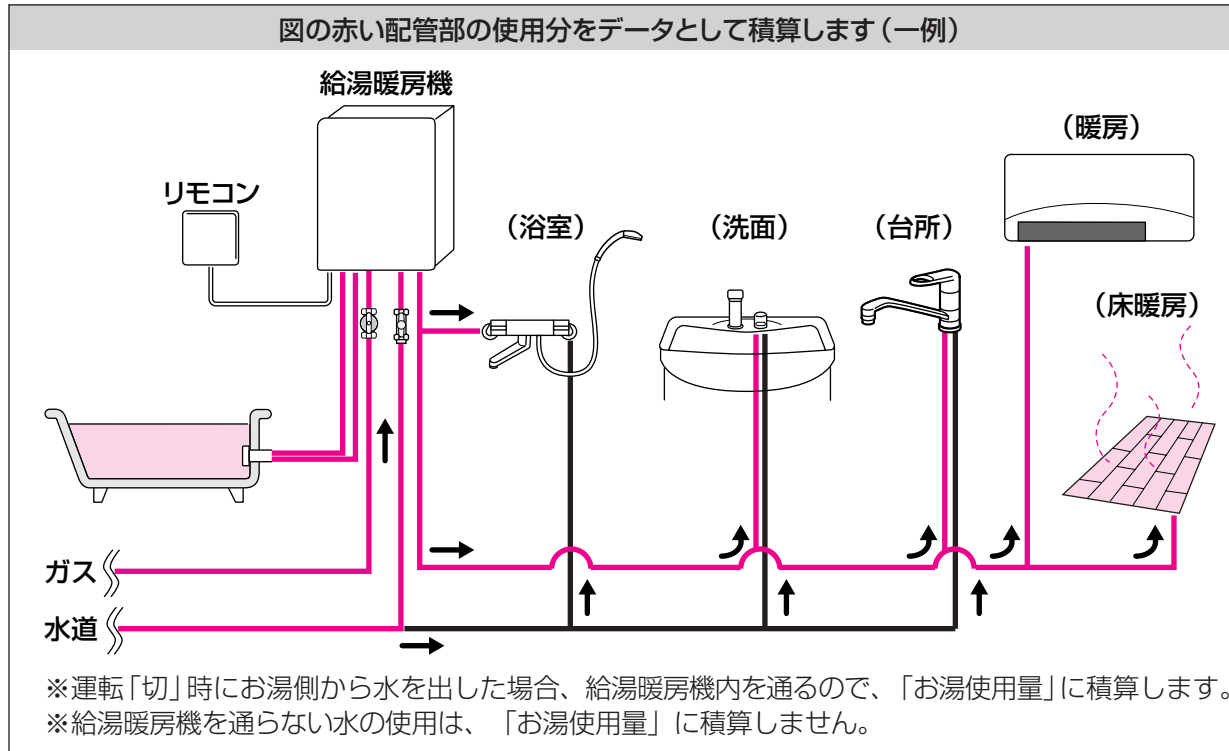 図の赤い配管部の使用分をデータとして積算します（一例）
給湯暖房機
（暖房）
リモコン
（浴室）
（洗面）
（台所）
（床暖房）
ガス
水道
※運転「切」時にお湯側から水を出した場合、給湯暖房機内を通るので、「お湯使用量」に積算します。
※給湯暖房機を通らない水の使用は、「お湯使用量」に積算しません。